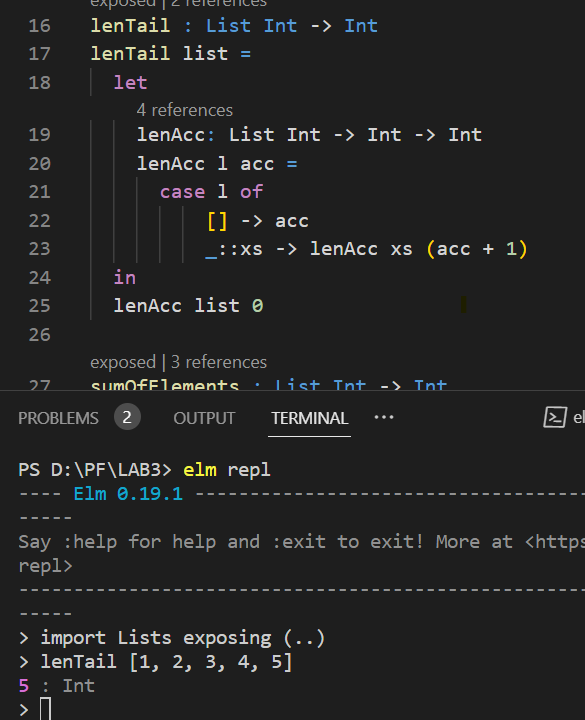 exposed | 2 references
16 lenTail : List Int -> Int
17 lenTail list =
18 let
4 references
19 lenAcc: List Int -> Int -> Int
20 lenAcc l acc =
21 case l of
22 [] -> acc
23 _::xs -> lenAcc xs (acc + 1)
24 in
25 lenAcc list 0
26
exposed | 3 references
27 sumOfElements : List Int -> Int
PROBLEMS 2 OUTPUT TERMINAL ··· el
PS D:\PF\LAB3> elm repl
---- Elm 0.19.1 ----------------------------------
-----
Say :help for help and :exit to exit! More at <https
repl>
--------------------------------------------------
-----
> import Lists exposing (..)
> lenTail [1, 2, 3, 4, 5]
5 : Int
>